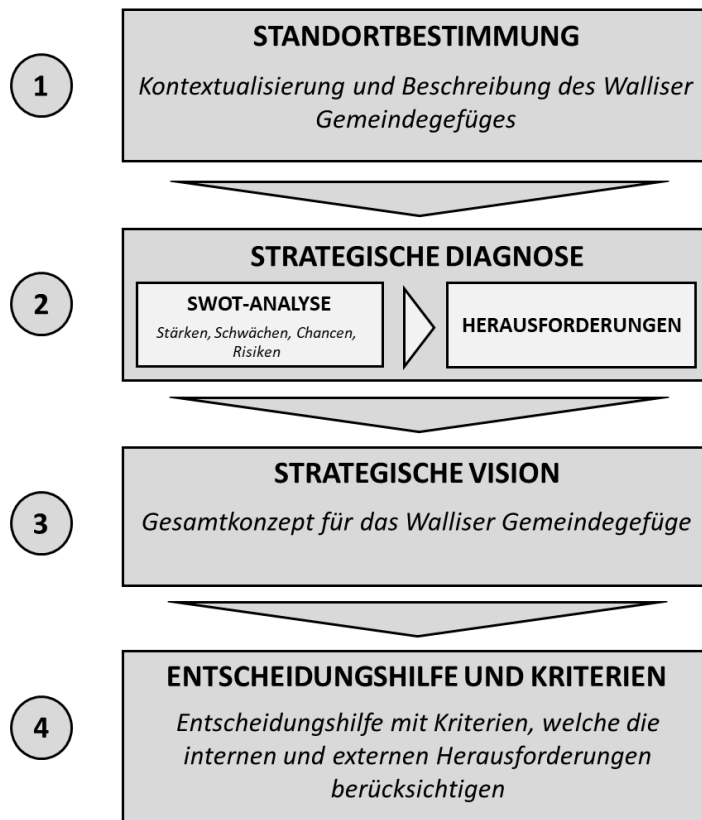 STANDORTBESTIMMUNG
1
Kontextualisierung und Beschreibung des Walliser
Gemeindegefüges
STRATEGISCHE DIAGNOSE
2
SWOT-ANALYSE
Stärken, Schwächen, Chancen,
Risiken
HERAUSFORDERUNGEN
STRATEGISCHE VISION
3
Gesamtkonzept für das Walliser Gemeindegefüge
ENTSCHEIDUNGSHILFE UND KRITERIEN
4
Entscheidungshilfe mit Kriterien, welche die
internen und externen Herausforderungen
berücksichtigen